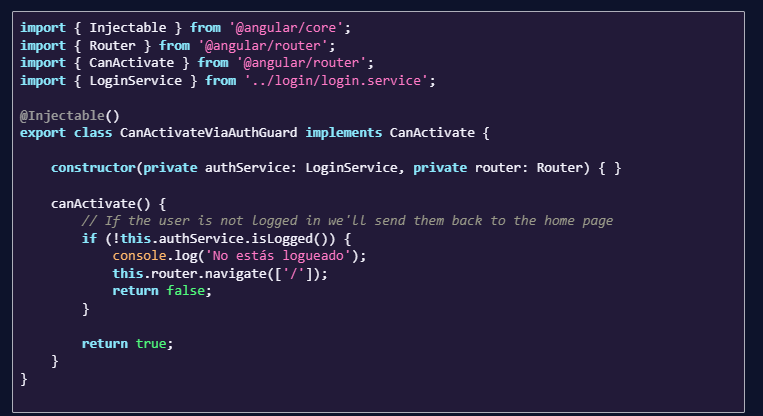 import { Injectable } from '@angular/core';
import { Router } from '@angular/router';
import { CanActivate } from '@angular/router';
import { LoginService } from '../login/login.service';

@Injectable()
export class CanActivateViaAuthGuard implements CanActivate {

    constructor(private authService: LoginService, private router: Router) { }

    canActivate() {
        // If the user is not logged in we'll send them back to the home page
        if (!this.authService.isLogged()) {
            console.log('No estás logueado');
            this.router.navigate(['/']);
            return false;
        }

        return true;
    }
}